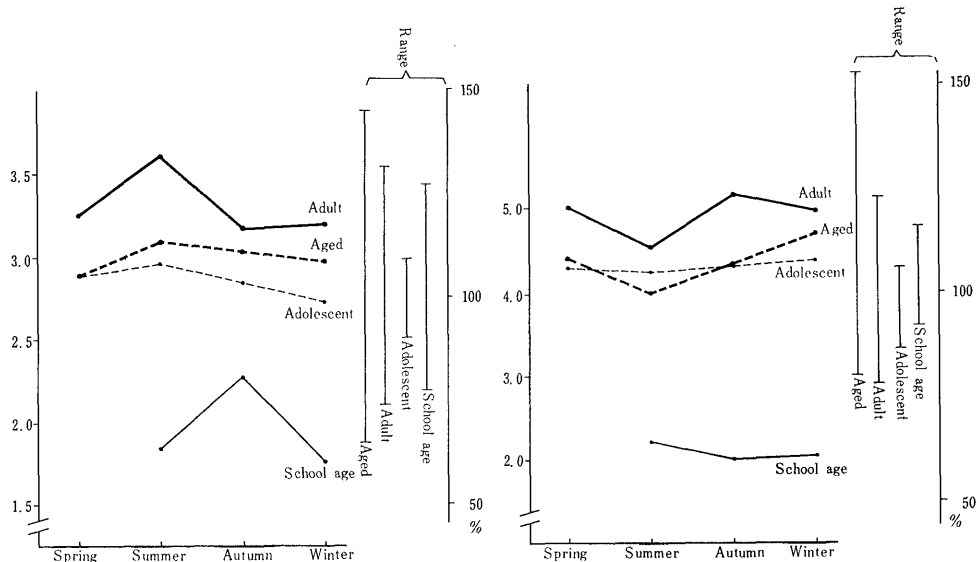 Range
150
100
50
%
3.5
3.0
2.5
2.0
1.5
Adult
Aged
Adolescent
School age
Aged
Adult
Adolescent
School age
Spring Summer Autumn Winter
Range
150
100
50
%
5.0
4.0
3.0
2.0
Adult
Aged
Adolescent
School age
Aged
Adult
Adolescent
School age
Spring Summer Autumn Winter